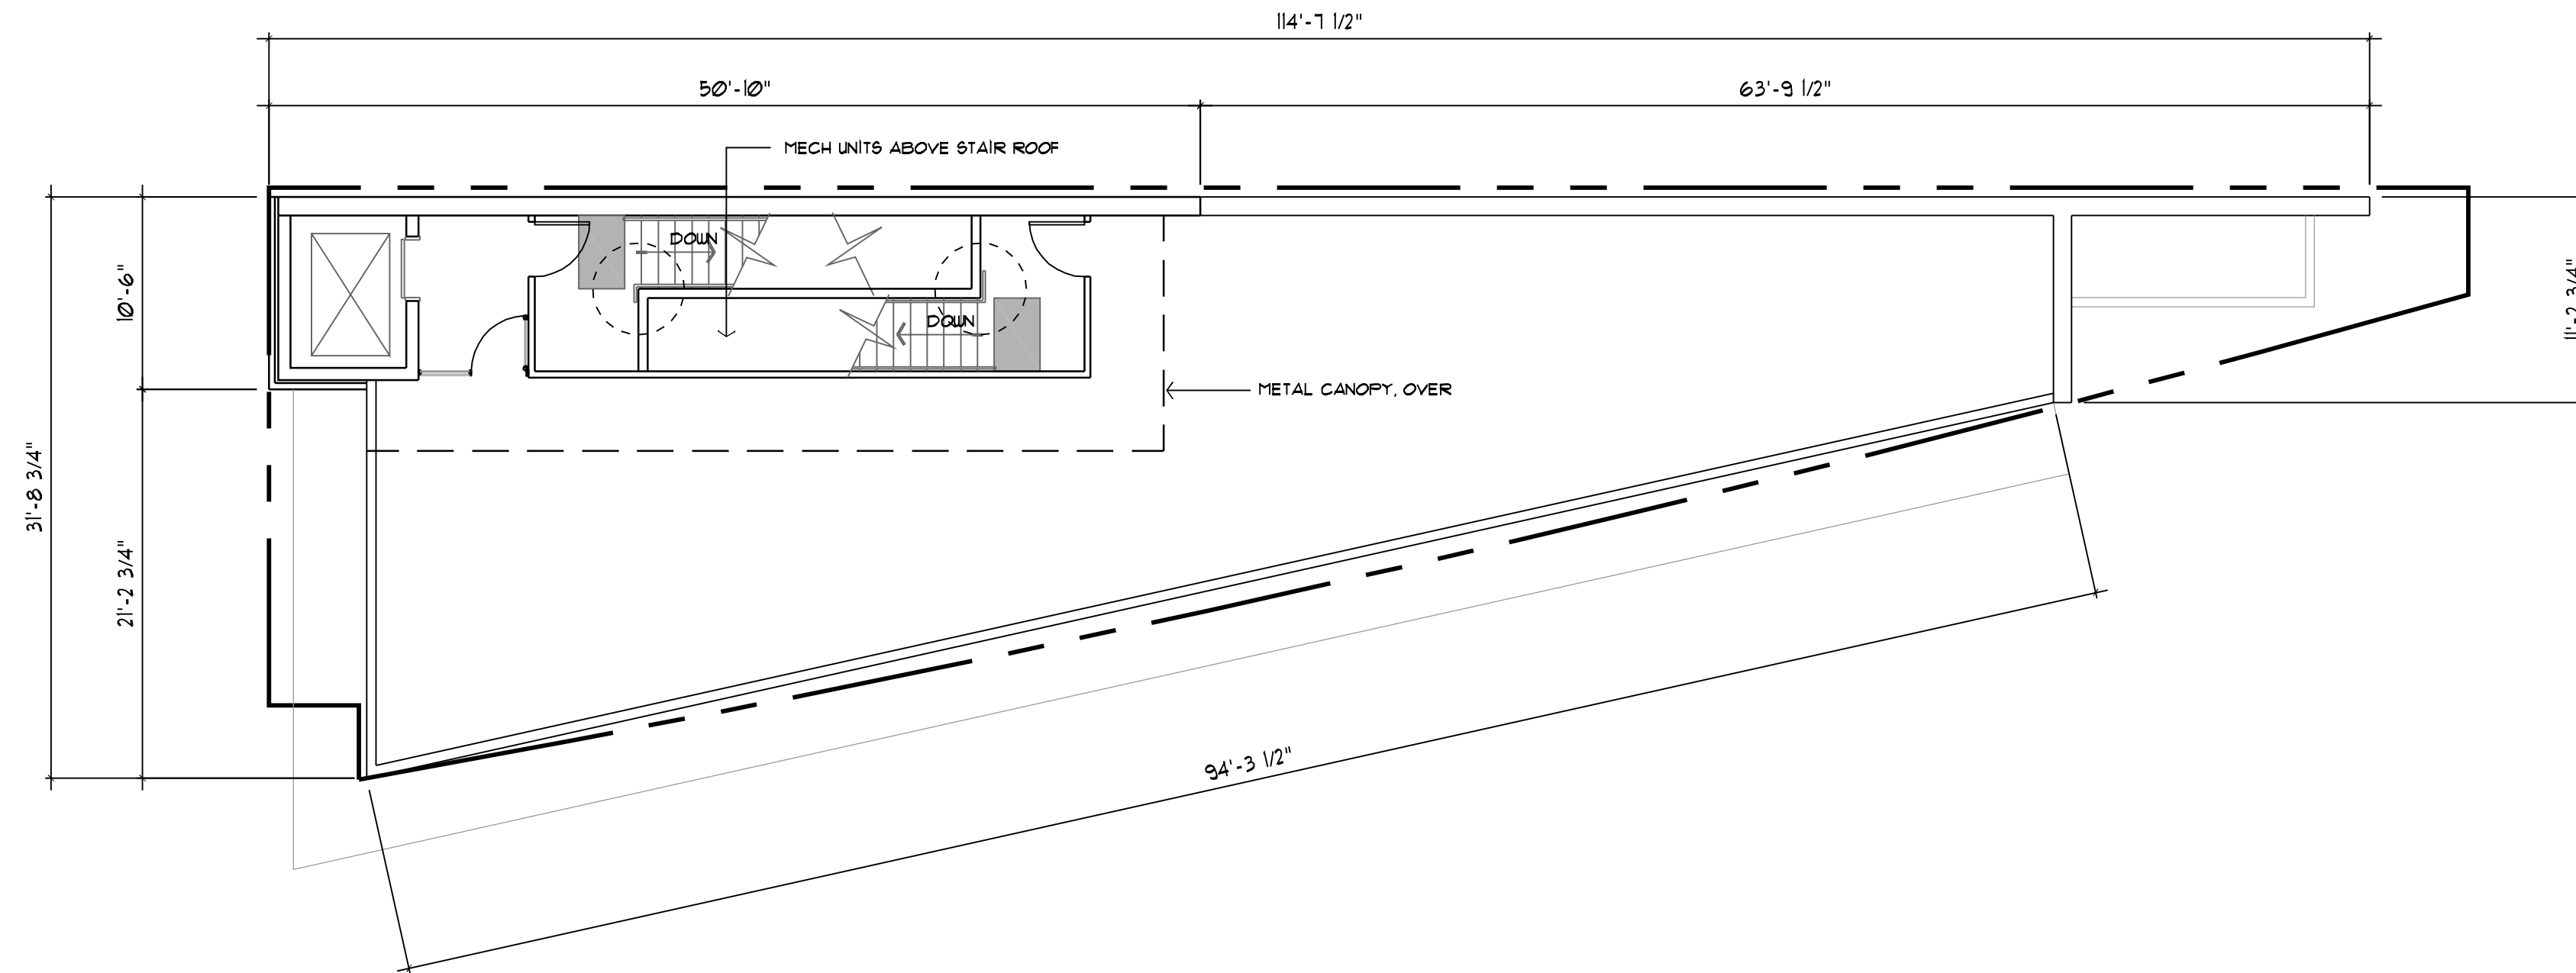 114'-7 1/2"
50'-10"
63'-9 1/2"
MECH UNITS ABOVE STAIR ROOF
DOWN
10'-6"
11'-2 3/4"
DOWN
METAL CANOPY, OVER
31'-8 3/4"
21'-2 3/4"
94'-3 1/2"